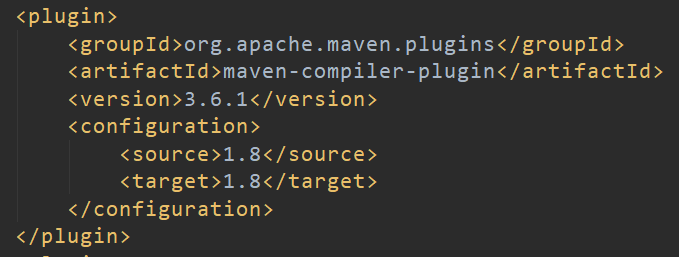 <plugin>
    <groupId>org.apache.maven.plugins</groupId>
    <artifactId>maven-compiler-plugin</artifactId>
    <version>3.6.1</version>
    <configuration>
        <source>1.8</source>
        <target>1.8</target>
    </configuration>
</plugin>